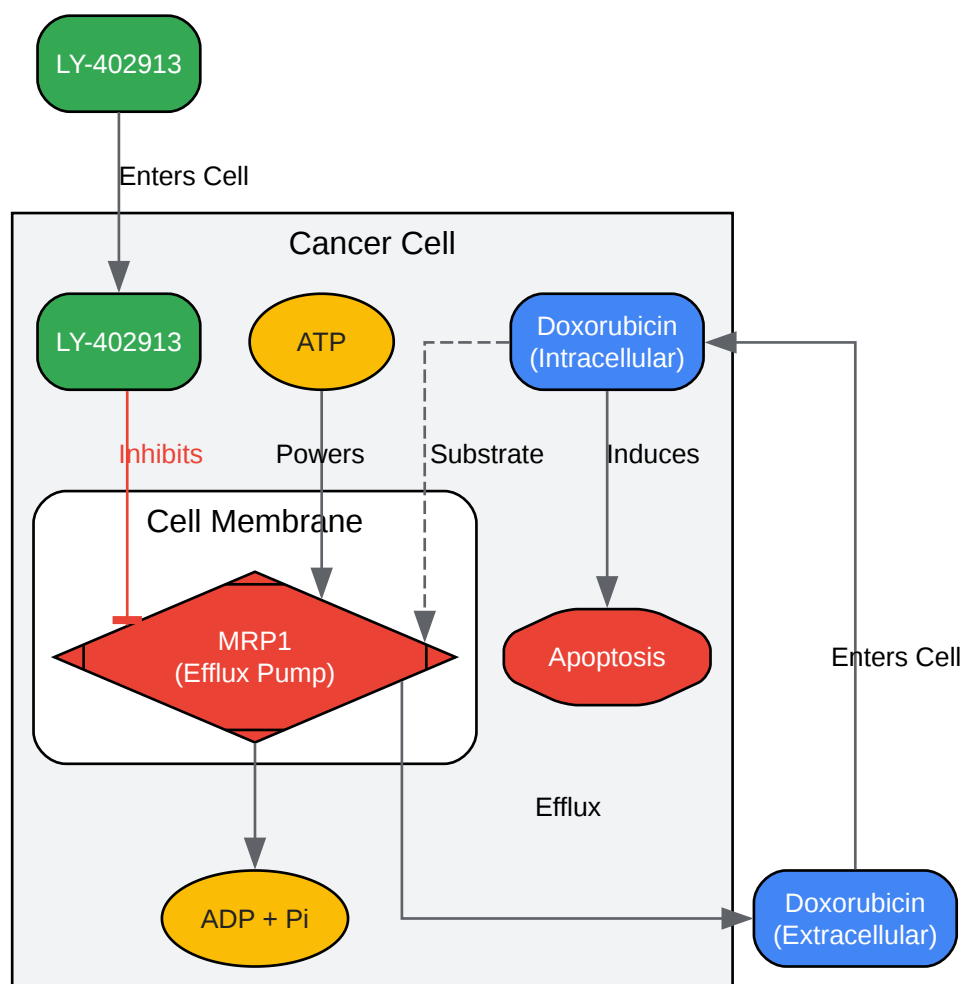 LY-402913
Enters Cell
Cancer Cell
LY-402913
ATP
Doxorubicin
(Intracellular)
Inhibits
Powers
Substrate
Induces
Cell Membrane
MRP1
(Efflux Pump)
Apoptosis
Enters Cell
Efflux
ADP + Pi
Doxorubicin
(Extracellular)